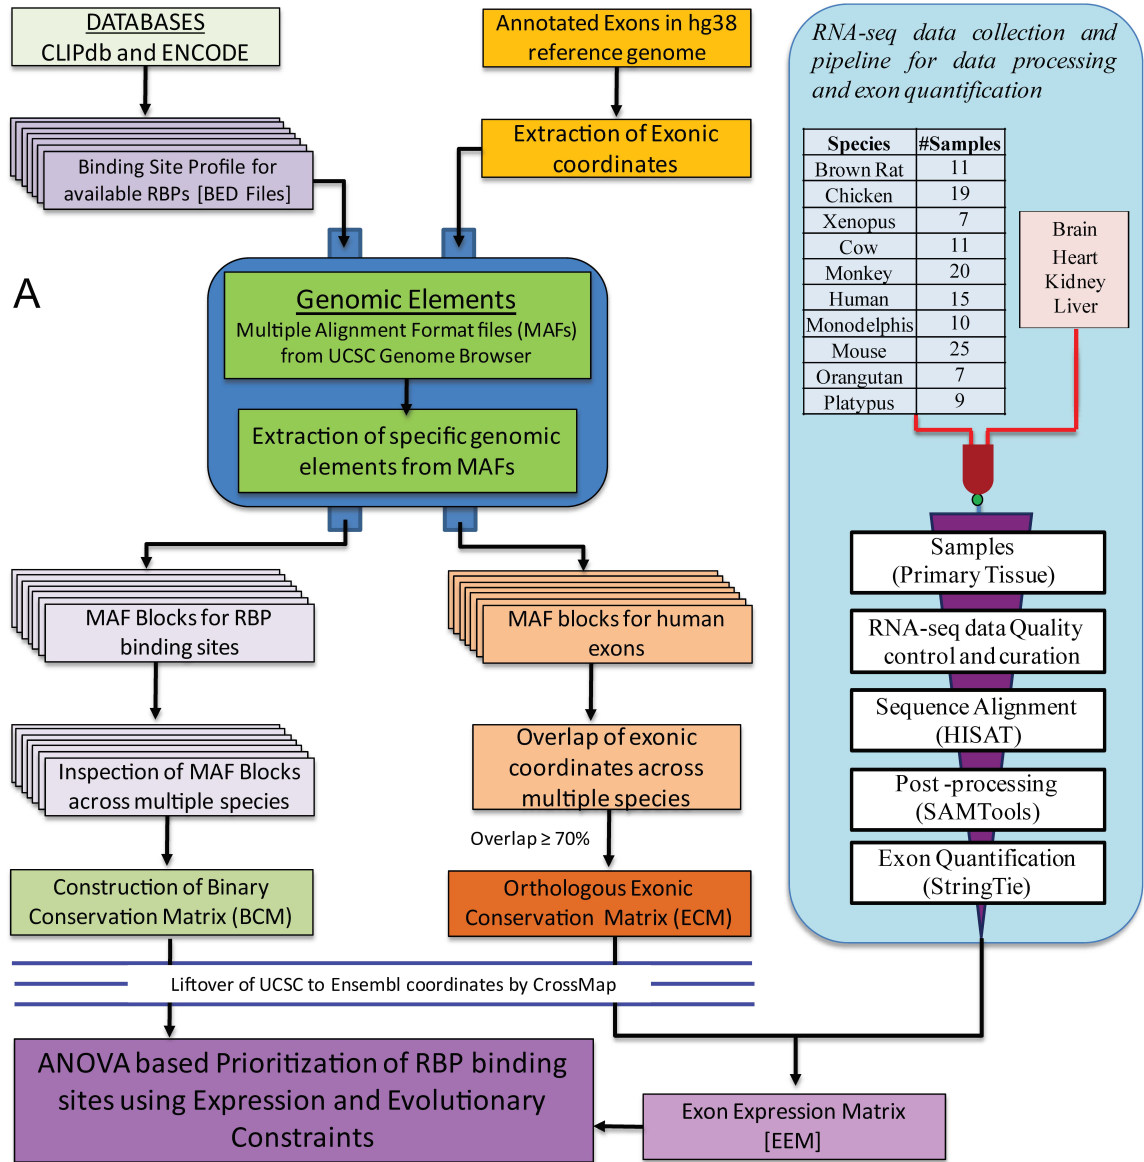 DATABASES
CLIPdb and ENCODE
Annotated Exons in hg38
reference genome
Binding Site Profile for
available RBPs [BED Files]
Extraction of Exonic
coordinates
A
Genomic Elements
Multiple Alignment Format files (MAFs)
from UCSC Genome Browser
Extraction of specific genomic
elements from MAFs
MAF Blocks for RBP
binding sites
MAF blocks for human
exons
Inspection of MAF Blocks
across multiple species
Overlap of exonic
coordinates across
multiple species
Overlap ≥ 70%
Construction of Binary
Conservation Matrix (BCM)
Orthologous Exonic
Conservation Matrix (ECM)
Liftover of UCSC to Ensembl coordinates by CrossMap
ANOVA based Prioritization of RBP binding
sites using Expression and Evolutionary
Constraints
Exon Expression Matrix
[EEM]
RNA-seq data collection and
pipeline for data processing
and exon quantification
Species #Samples
Brown Rat 11
Chicken 19
Xenopus 7
Cow 11
Monkey 20
Human 15
Monodelphis 10
Mouse 25
Orangutan 7
Platypus 9
Brain
Heart
Kidney
Liver
Samples
(Primary Tissue)
RNA-seq data Quality
control and curation
Sequence Alignment
(HISAT)
Post -processing
(SAMTools)
Exon Quantification
(StringTie)